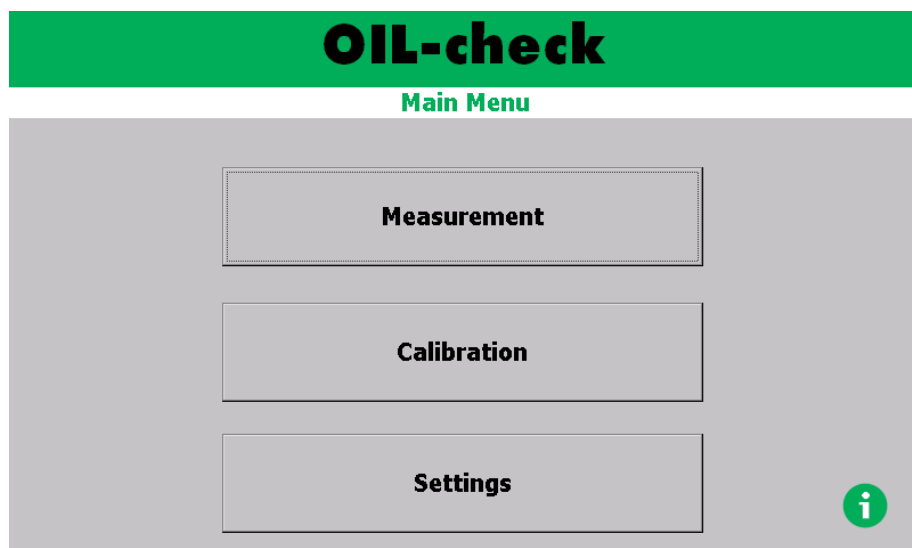 OIL-check
Main Menu
Measurement
Calibration
Settings
i